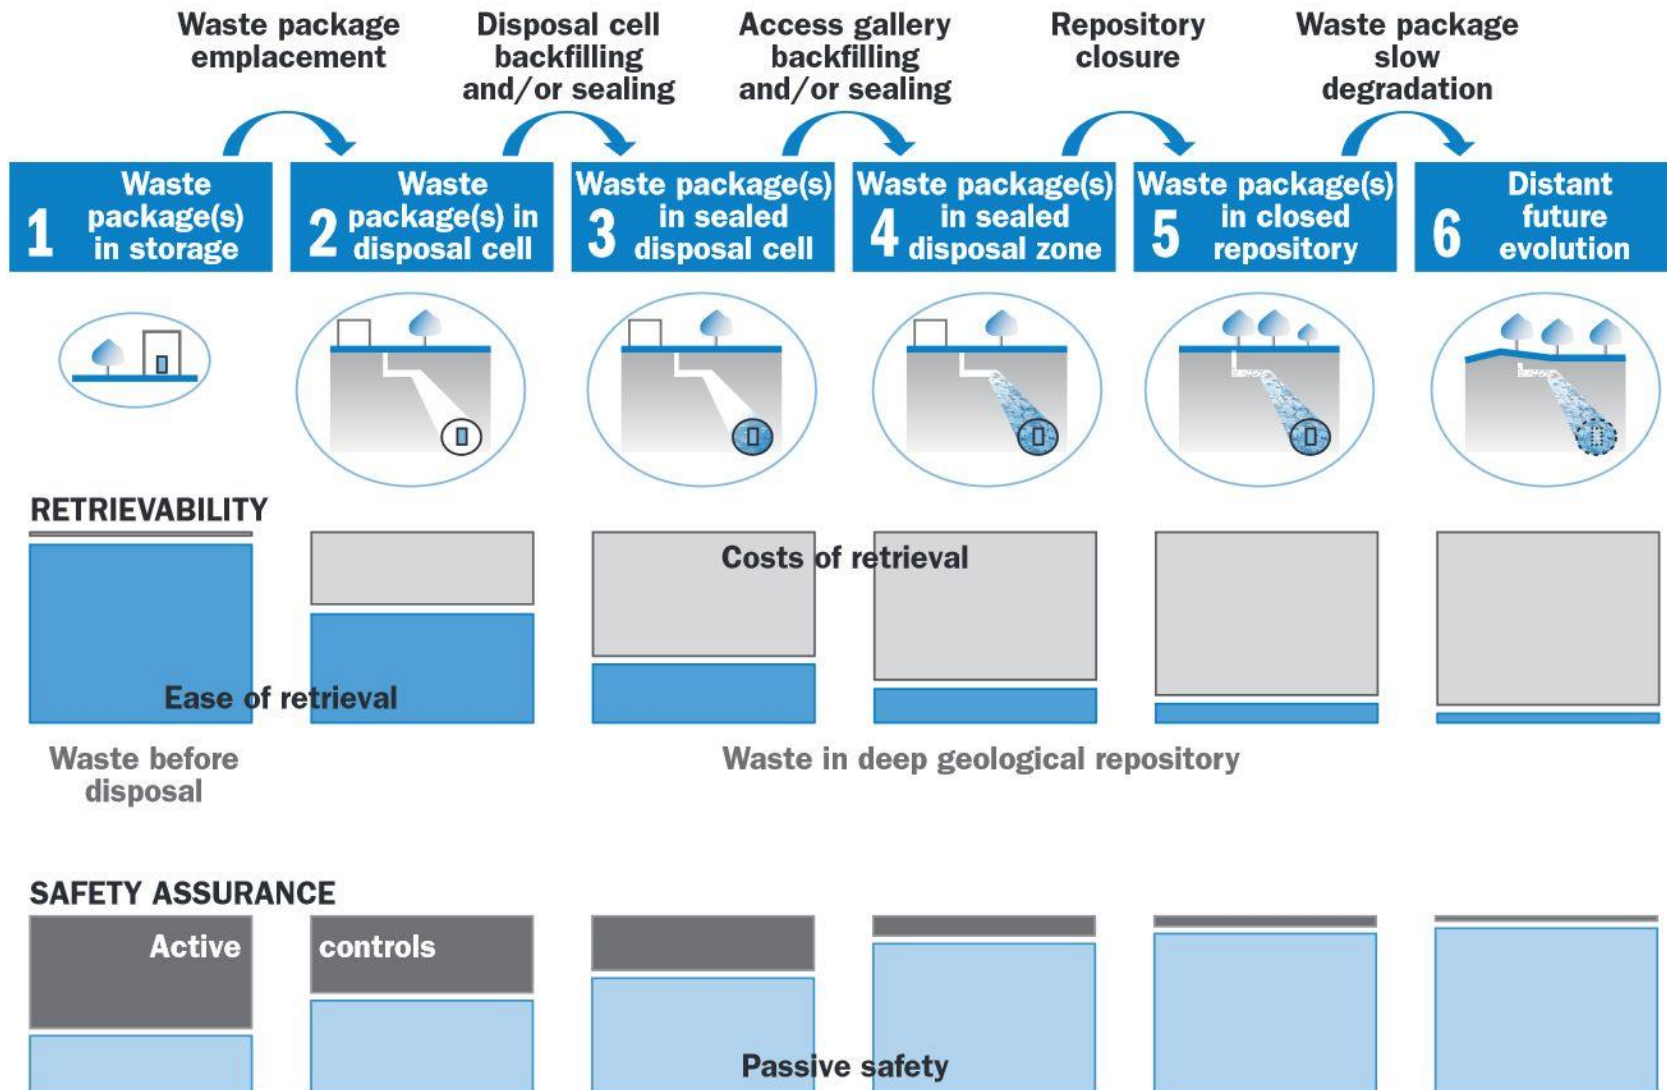 Waste package
emplacement
Disposal cell
backfilling
and/or sealing
Access gallery
backfilling
and/or sealing
Repository
closure
Waste package
slow
degradation
1
Waste
package(s)
in storage
2
Waste
package(s) in
disposal cell
3
Waste package(s)
in sealed
disposal cell
4
Waste package(s)
in sealed
disposal zone
5
Waste package(s)
in closed
repository
6
Distant
future
evolution
RETRIEVABILITY
Costs of retrieval
Ease of retrieval
Waste before
disposal
Waste in deep geological repository
SAFETY ASSURANCE
Active controls
Passive safety